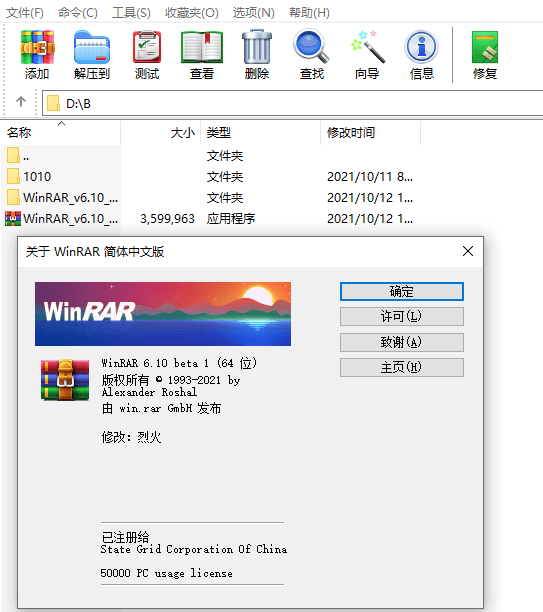 文件(F) 命令(C) 工具(S) 收藏夹(O) 选项(N) 帮助(H)
添加 解压到 测试 查看 删除 查找 向导 信息 修复
D:\B
名称 大小 类型 修改时间
.. 文件夹
1010 文件夹 2021/10/11 8...
WinRAR_v6.10_... 文件夹 2021/10/12 1...
WinRAR_v6.10_... 3,599,963 应用程序 2021/10/12 1...
关于 WinRAR 简体中文版
WinRAR
确定
许可(L)
致谢(A)
主页(H)
WinRAR 6.10 beta 1 (64 位)
版权所有 © 1993-2021 by
Alexander Roshal
由 win.rar GmbH 发布
修改：烈火
已注册给
State Grid Corporation Of China
50000 PC usage license